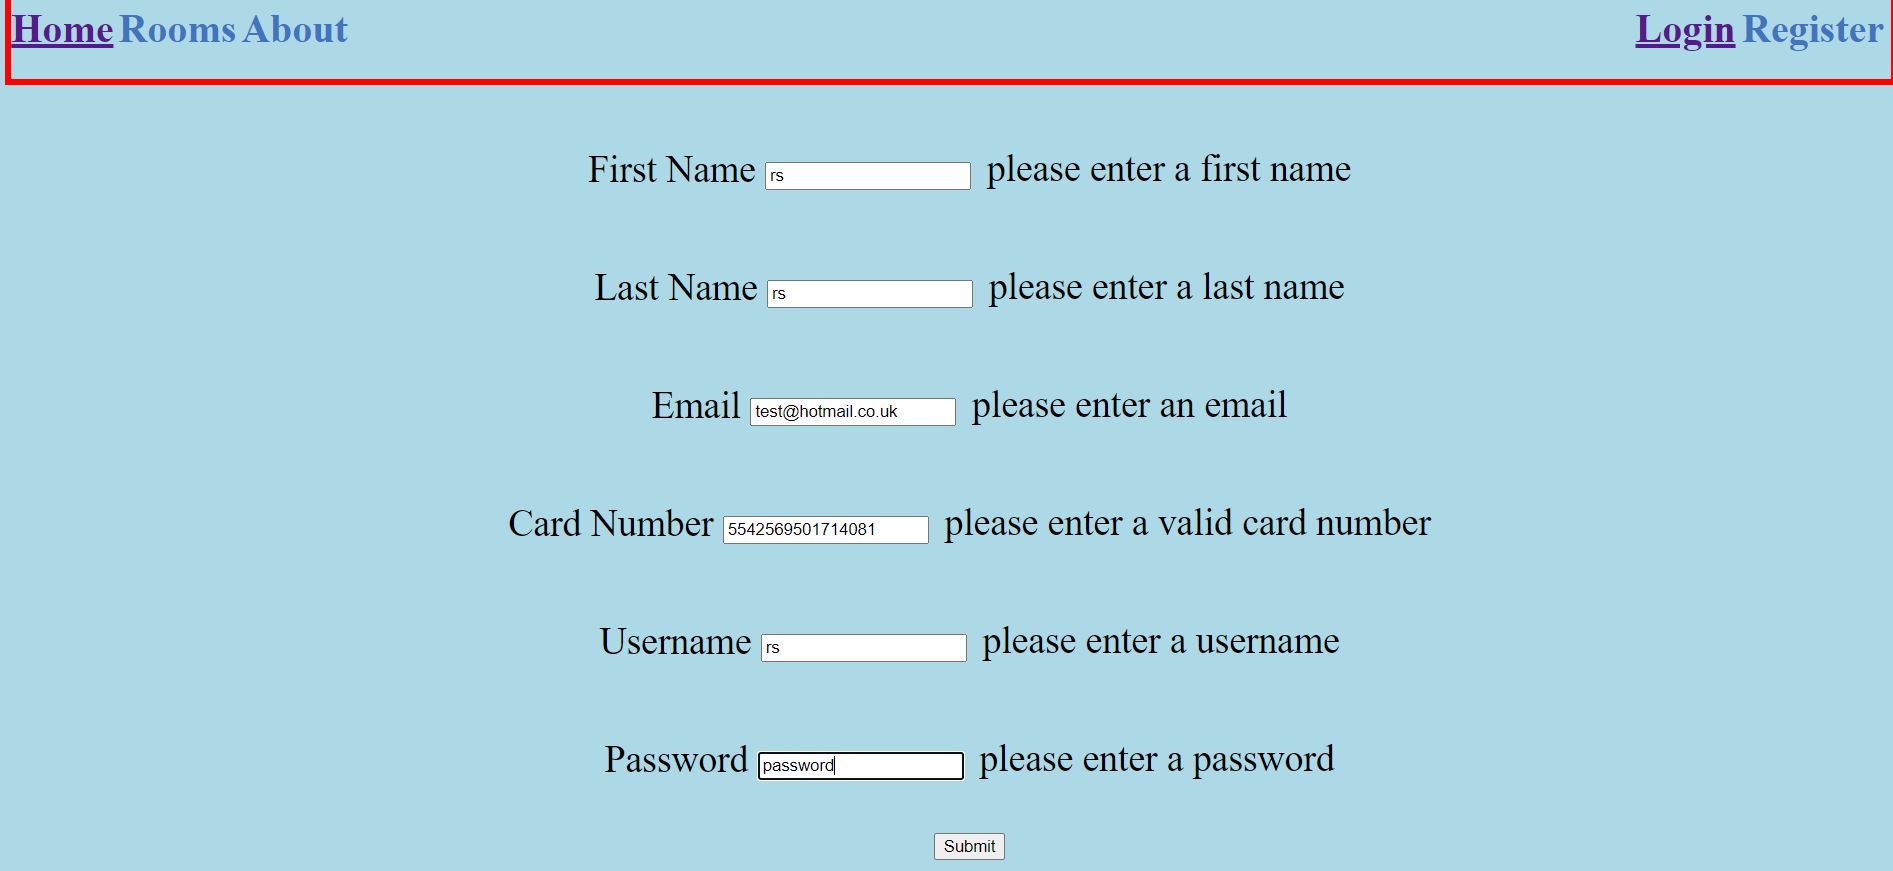 Home Rooms About Login Register
First Name rs please enter a first name
Last Name rs please enter a last name
Email test@hotmail.co.uk please enter an email
Card Number 5542569501714081 please enter a valid card number
Username rs please enter a username
Password password please enter a password
Submit